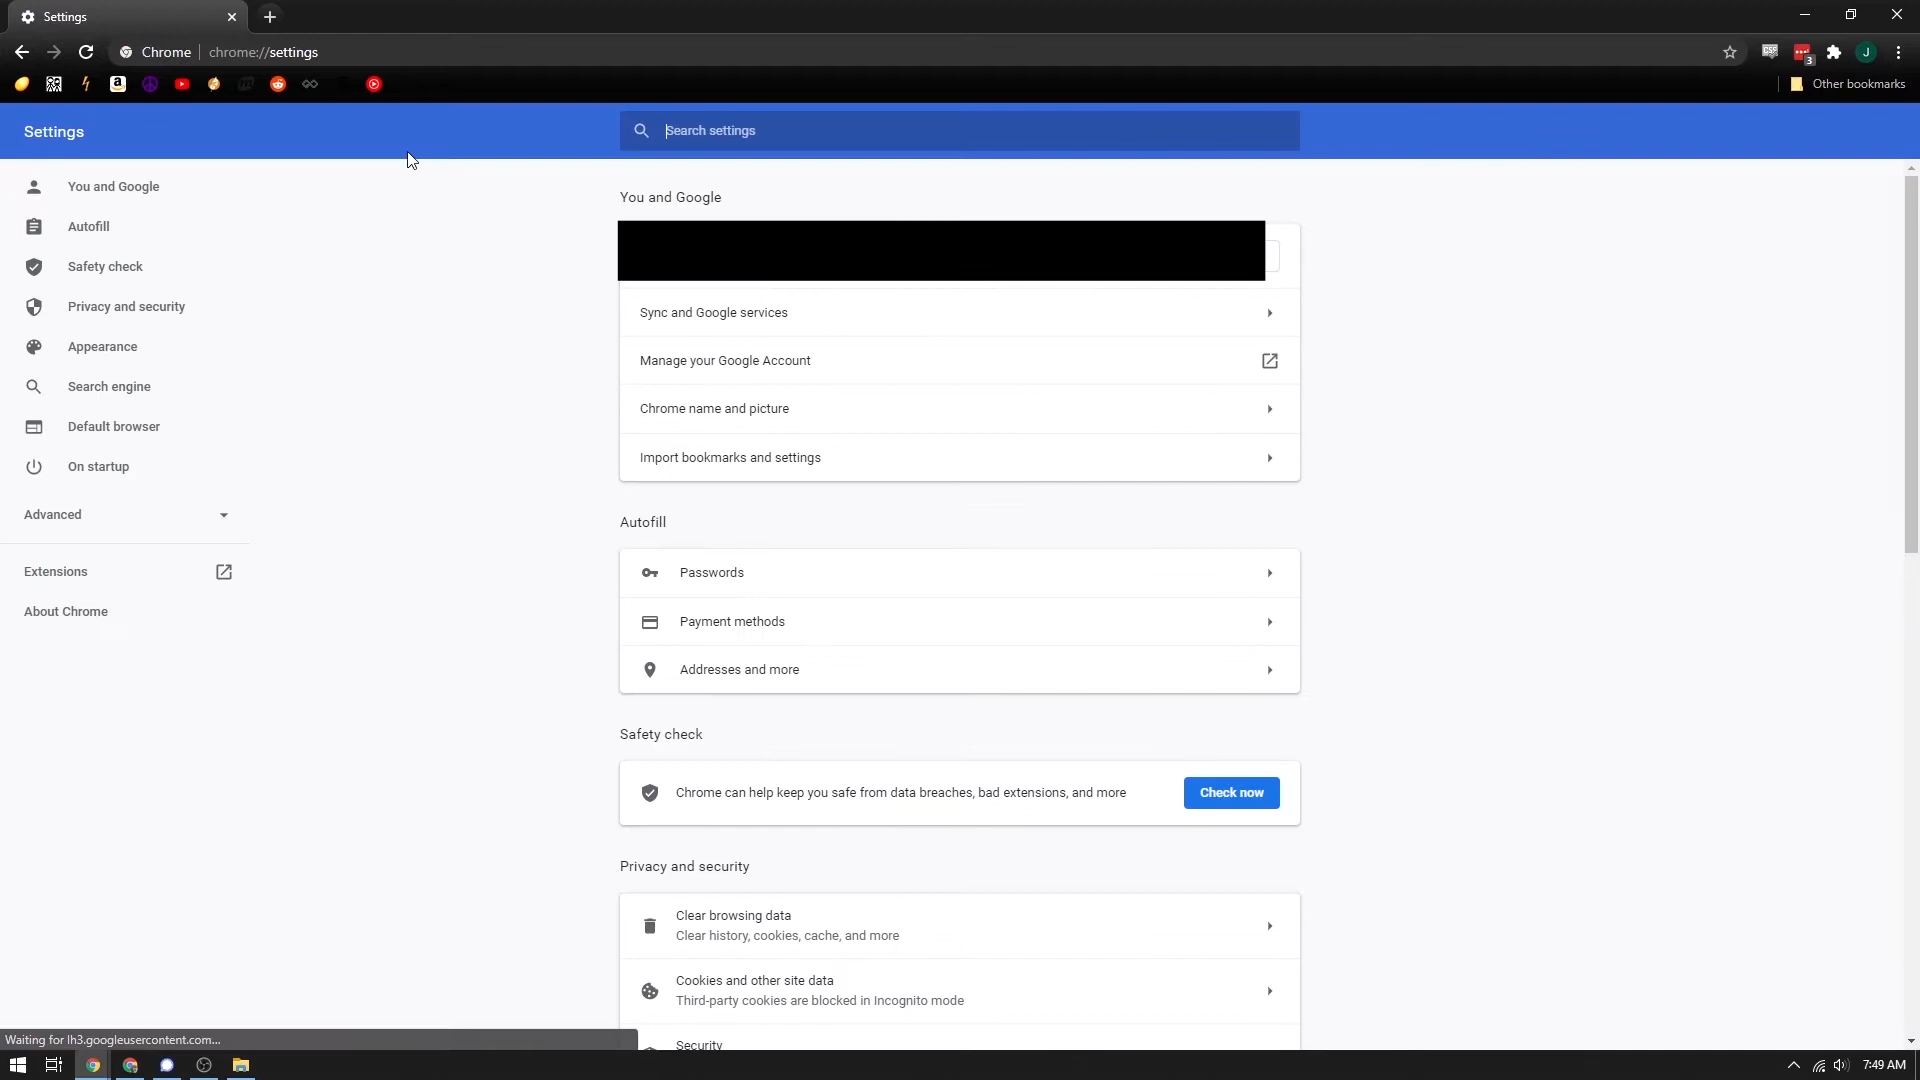 Settings
Chrome
chrome://settings
3
J
Other bookmarks
Settings
Search settings
You and Google
Autofill
Safety check
Privacy and security
Appearance
Search engine
Default browser
On startup
Advanced
Extensions
About Chrome
You and Google
Sync and Google services
Manage your Google Account
Chrome name and picture
Import bookmarks and settings
Autofill
Passwords
Payment methods
Addresses and more
Safety check
Chrome can help keep you safe from data breaches, bad extensions, and more
Check now
Privacy and security
Clear browsing data
Clear history, cookies, cache, and more
Cookies and other site data
Third-party cookies are blocked in Incognito mode
Security
Waiting for lh3.googleusercontent.com...
7:49 AM